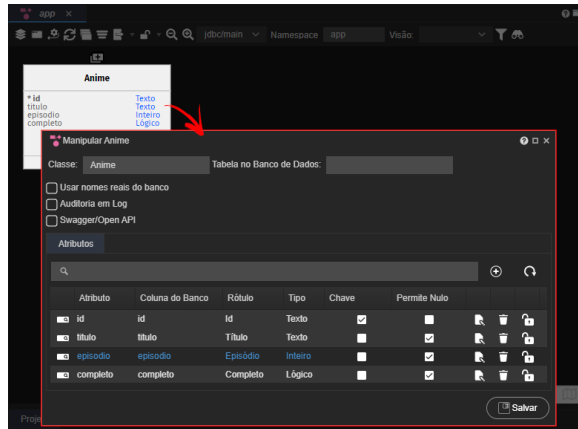 app ×
jdbc/main Namespace app Visão:
Anime
* id Texto
titulo Texto
episodio Inteiro
completo Lógico
Manipular Anime
Classe: Anime Tabela no Banco de Dados:
Usar nomes reais do banco
Auditoria em Log
Swagger/Open API
Atributos
Atributo Coluna do Banco Rótulo Tipo Chave Permite Nulo
id id Id Texto
titulo titulo Título Texto
episodio episodio Episódio Inteiro
completo completo Completo Lógico
Salvar
Proje